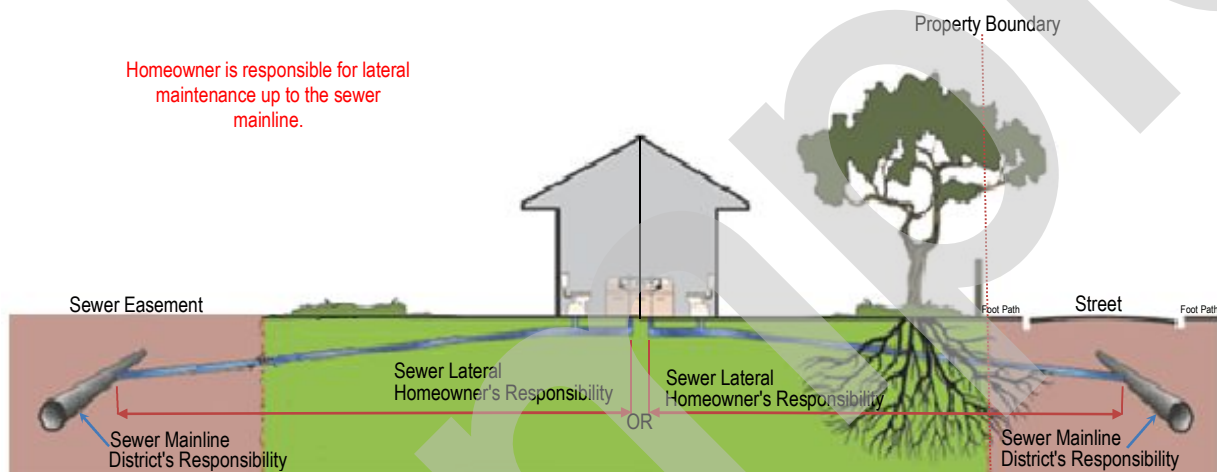 Property Boundary
Homeowner is responsible for lateral
maintenance up to the sewer
mainline.
Sewer Easement
Foot Path
Street
Foot Path
Sewer Lateral
Homeowner's Responsibility
Sewer Lateral
Homeowner's Responsibility
OR
Sewer Mainline
District's Responsibility
Sewer Mainline
District's Responsibility